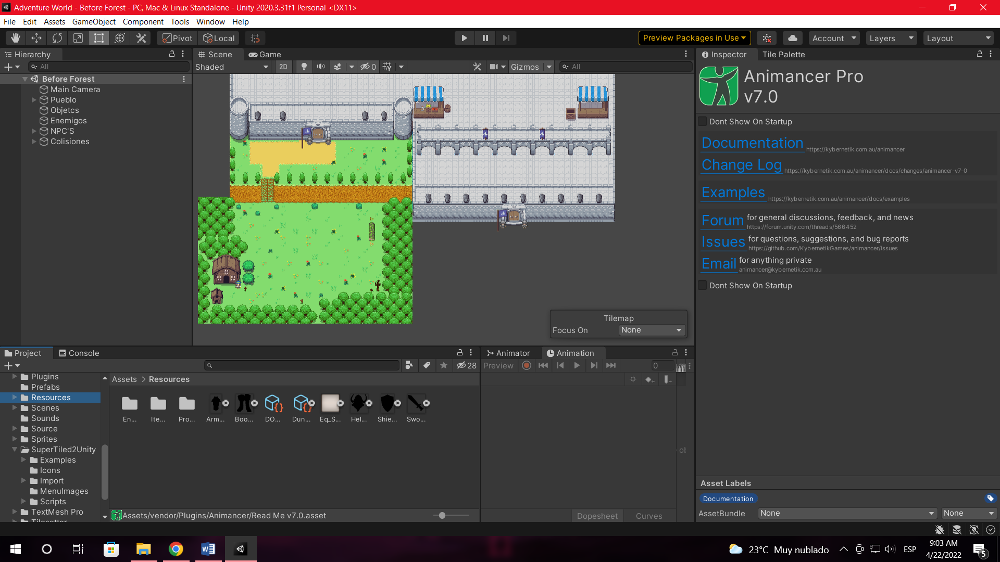 Adventure World - Before Forest - PC, Mac & Linux Standalone - Unity 2020.3.31f1 Personal <DX11>
File Edit Assets GameObject Component Tools Window Help
Pivot Local Preview Packages in Use Account Layers Layout
Hierarchy
All
Before Forest
Main Camera
Pueblo
Objetcs
Enemigos
NPC'S
Colisiones
Scene Game
Shaded 2D 0 Gizmos All
Tilemap
Focus On None
Inspector Tile Palette
Animancer Pro
v7.0
Dont Show On Startup
Documentation https://kybernetik.com.au/animancer
Change Log https://kybernetik.com.au/animancer/docs/changes/animancer-v7-0
Examples https://kybernetik.com.au/animancer/docs/examples
Forum for general discussions, feedback, and news
https://forum.unity.com/threads/566452
Issues for questions, suggestions, and bug reports
https://github.com/KybernetikGames/animancer/issues
Email for anything private
animancer@kybernetik.com.au
Dont Show On Startup
Asset Labels
Documentation
AssetBundle None None
Project Console
28
Plugins
Prefabs
Resources
Scenes
Sounds
Source
Sprites
SuperTiled2Unity
Examples
Icons
Import
MenuImages
Scripts
TextMesh Pro
Assets > Resources
En... Ite... Pro... Arm... Boo... DO... Dun... Eq_S... Hel... Shie... Swo...
Assets/vendor/Plugins/Animancer/Read Me v7.0.asset
Animator Animation
Preview 0
Dopesheet Curves
23°C Muy nublado ESP
9:03 AM
4/22/2022
5